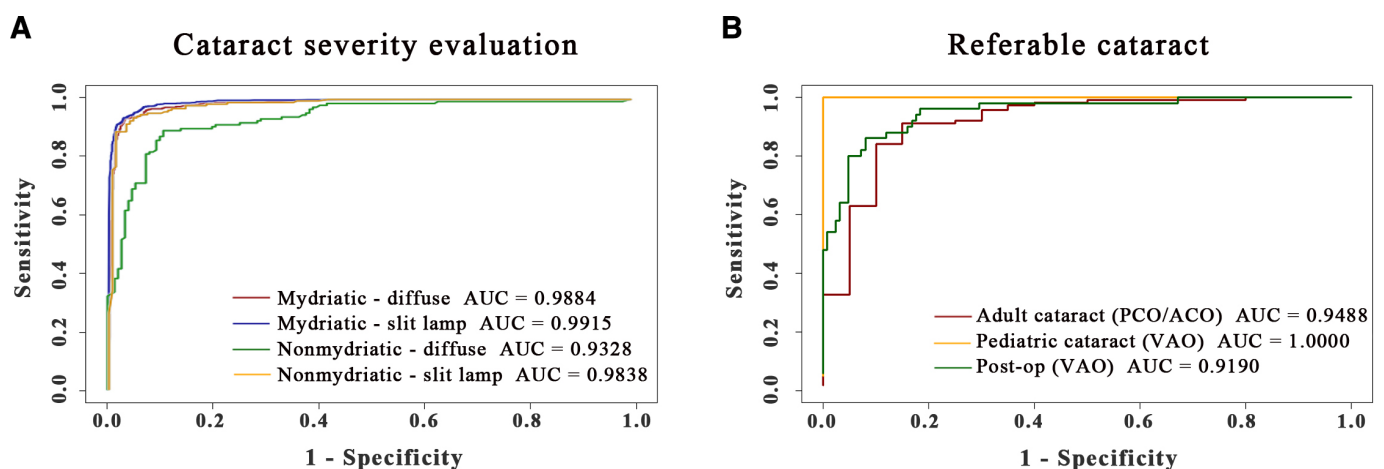 A
Cataract severity evaluation
Sensitivity
1.0
0.8
0.6
0.4
0.2
0.0
Mydriatic - diffuse AUC = 0.9884
Mydriatic - slit lamp AUC = 0.9915
Nonmydriatic - diffuse AUC = 0.9328
Nonmydriatic - slit lamp AUC = 0.9838
0.0 0.2 0.4 0.6 0.8 1.0
1 - Specificity
B
Referable cataract
Sensitivity
1.0
0.8
0.6
0.4
0.2
0.0
Adult cataract (PCO/ACO) AUC = 0.9488
Pediatric cataract (VAO) AUC = 1.0000
Post-op (VAO) AUC = 0.9190
0.0 0.2 0.4 0.6 0.8 1.0
1 - Specificity